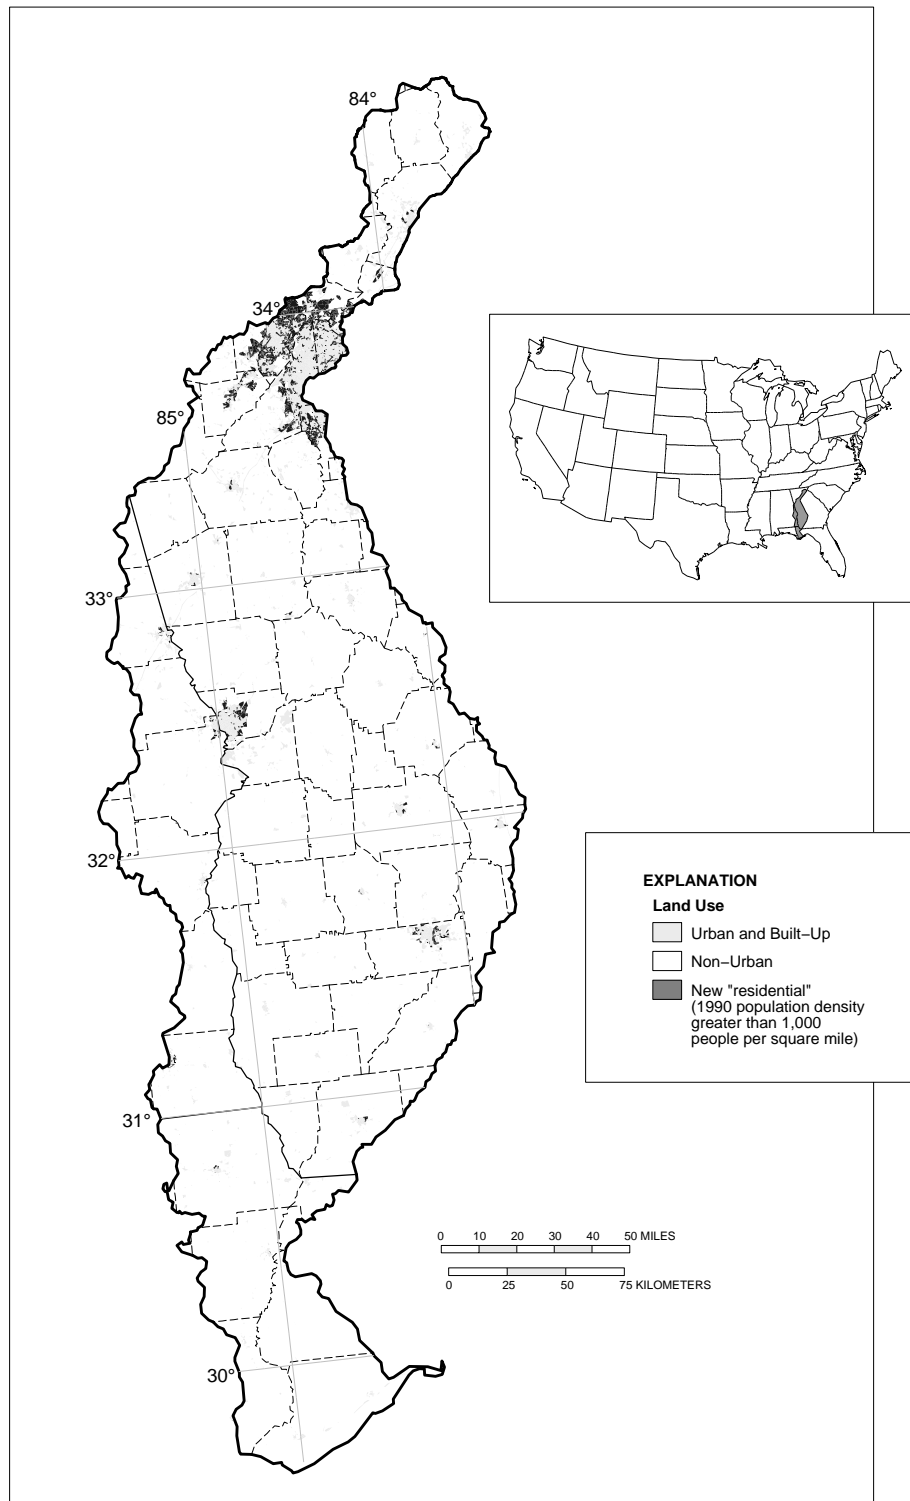 84°
34°
85°
33°
32°
EXPLANATION
Land Use
Urban and Built−Up
Non−Urban
New "residential"
(1990 population density
greater than 1,000
people per square mile)
31°
0 10 20 30 40 50 MILES
0 25 50 75 KILOMETERS
30°